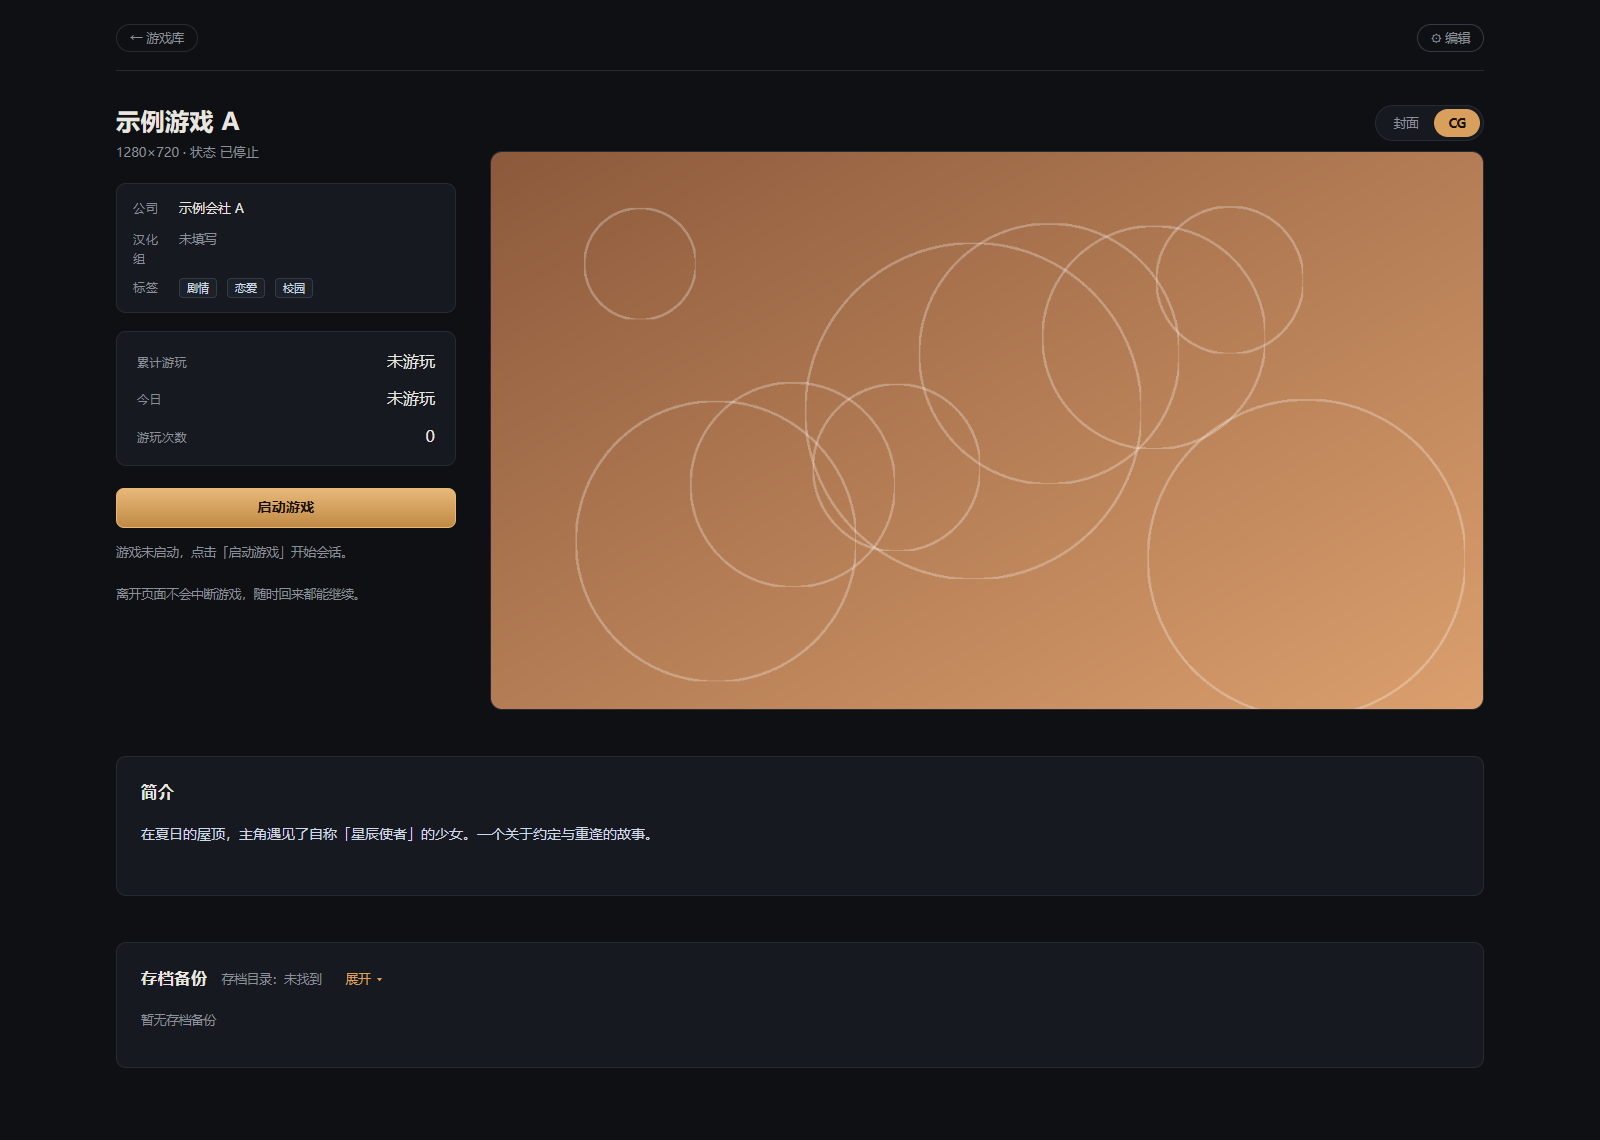 ← 游戏库
⚙ 编辑
示例游戏 A
1280×720 · 状态 已停止
封面 CG
公司 示例会社 A
汉化组 未填写
标签 剧情 恋爱 校园
累计游玩 未游玩
今日 未游玩
游玩次数 0
启动游戏
游戏未启动，点击「启动游戏」开始会话。
离开页面不会中断游戏，随时回来都能继续。
简介
在夏日的屋顶，主角遇见了自称「星辰使者」的少女。一个关于约定与重逢的故事。
存档备份 存档目录：未找到 展开
暂无存档备份